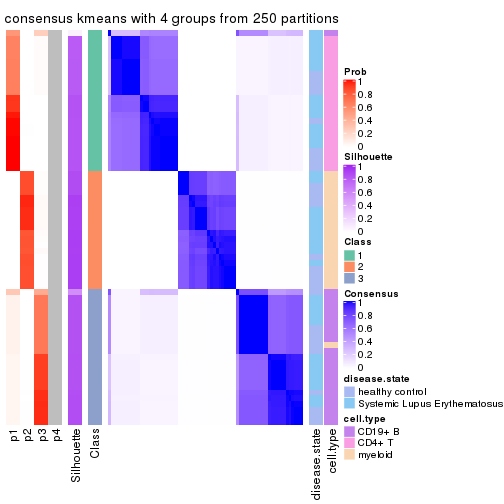 consensus kmeans with 4 groups from 250 partitions
Prob
1
0.8
0.6
0.4
0.2
0
Silhouette
1
0.8
0.6
0.4
0.2
0
Class
1
2
3
Consensus
1
0.8
0.6
0.4
0.2
0
disease.state
healthy control
Systemic Lupus Erythematosus
cell.type
CD19+ B
CD4+ T
myeloid
p1
p2
p3
p4
Silhouette
Class
disease.state
cell.type